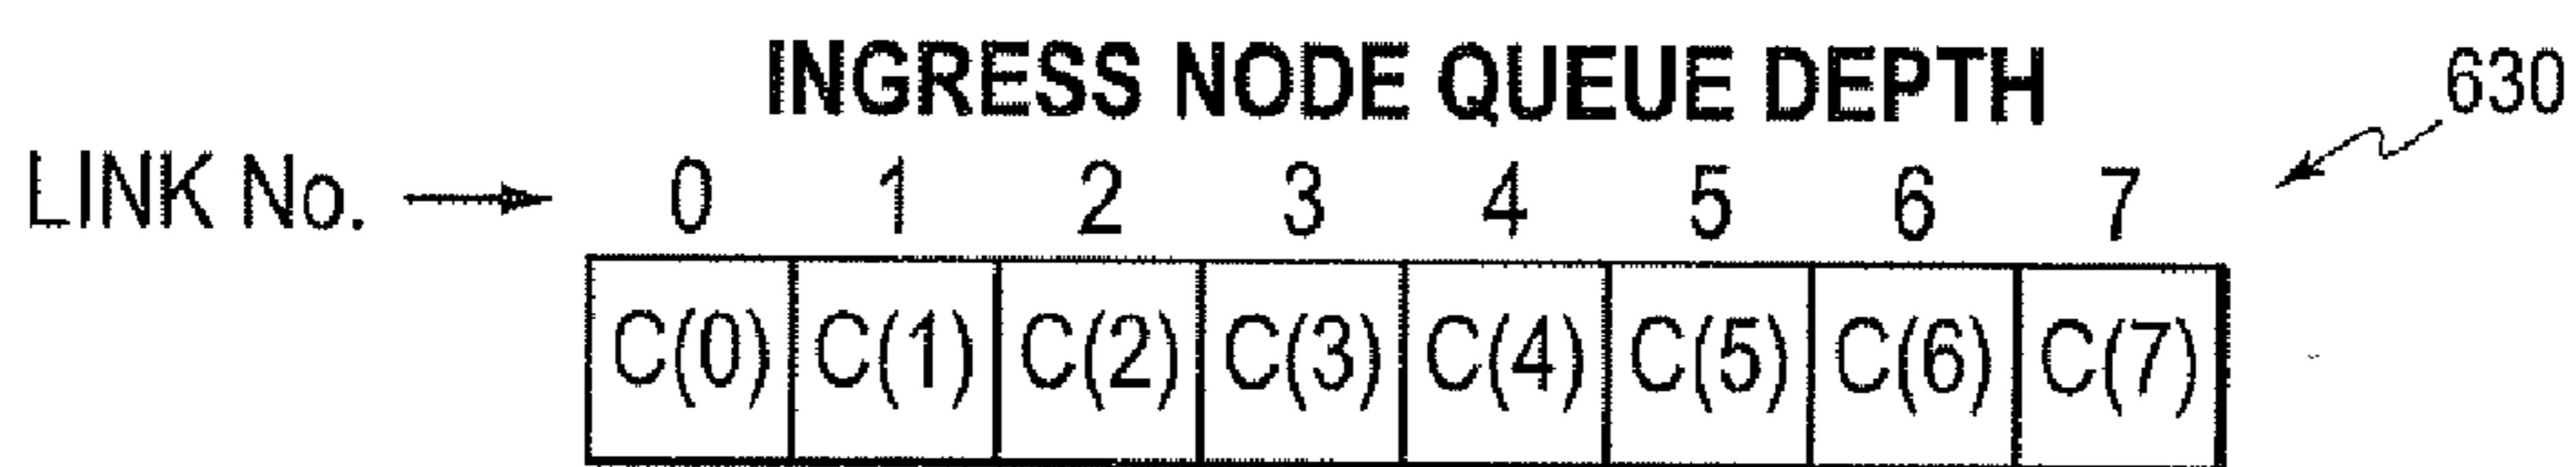 INGRESS NODE QUEUE DEPTH
630
LINK No. 0 1 2 3 4 5 6 7
C(0) C(1) C(2) C(3) C(4) C(5) C(6) C(7)